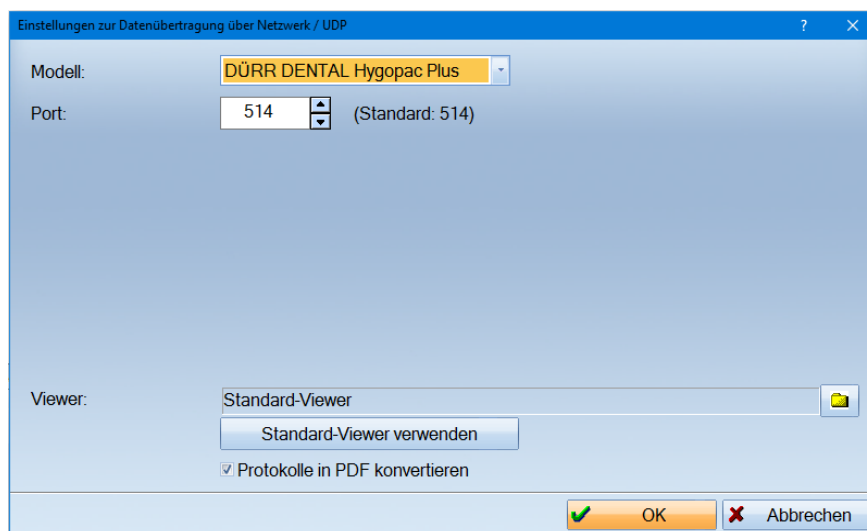 Einstellungen zur Datenübertragung über Netzwerk / UDP
Modell: DÜRR DENTAL Hygopac Plus
Port: 514 (Standard: 514)
Viewer: Standard-Viewer
Standard-Viewer verwenden
Protokolle in PDF konvertieren
OK Abbrechen